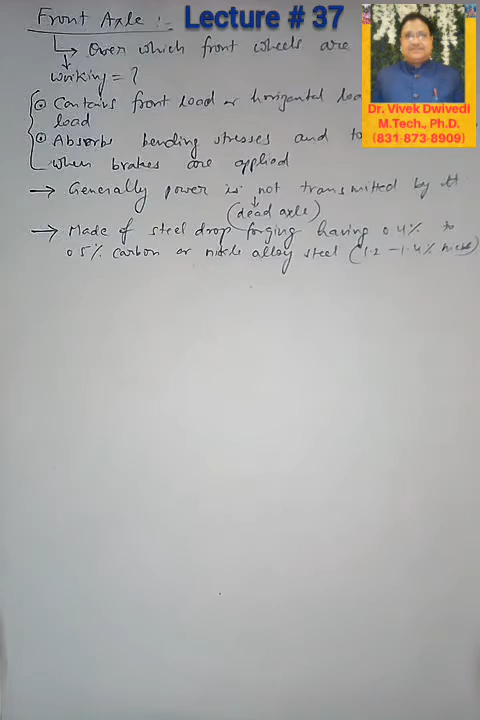 Front Axle :-
Lecture # 37
↳ Over which front wheels are
working = ?
Contains front load or horizontal loa
load
Absorbs bending stresses and to
when brakes are applied
→ Generally power is not transmitted by it
(dead axle)
→ Made of steel drop forging having 0.4% to
0.5% carbon or nickle alloy steel (1.2 - 1.4% nickle)
Dr. Vivek Dwivedi
M.Tech., Ph.D.
(831-873-8909)